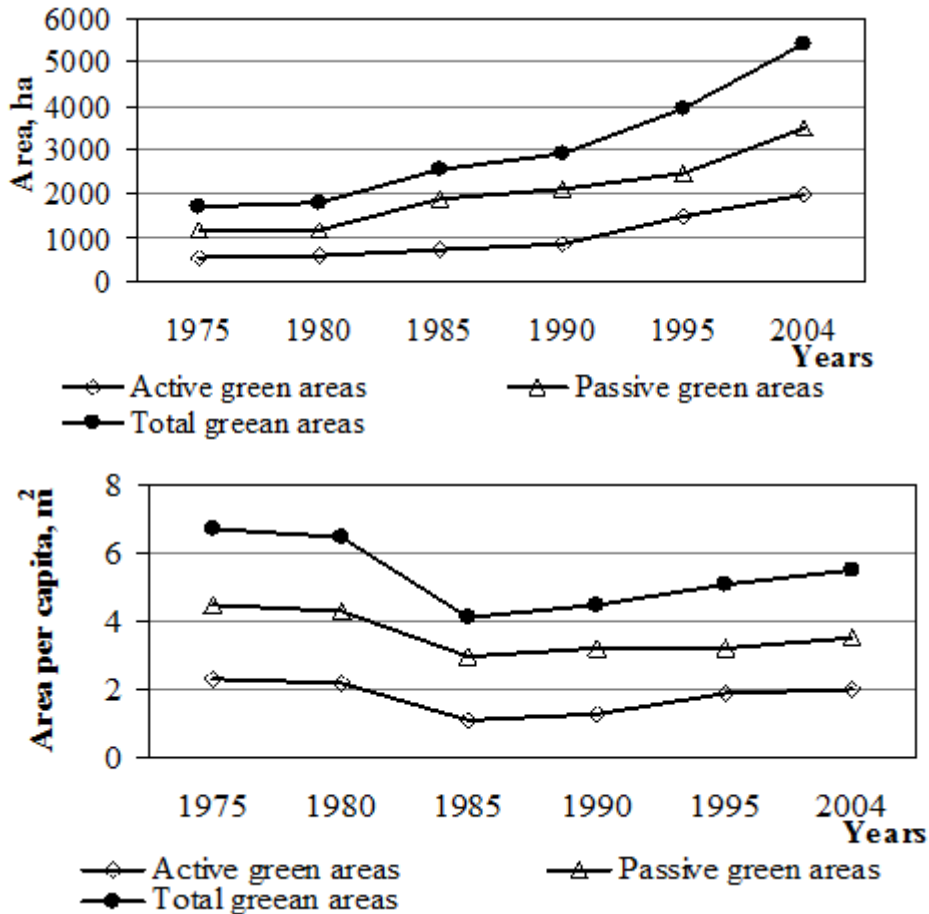 Area, ha
6000
5000
4000
3000
2000
1000
0
1975 1980 1985 1990 1995 2004
Years
Active green areas Passive green areas
Total greean areas
Area per capita, m²
8
6
4
2
0
1975 1980 1985 1990 1995 2004
Years
Active green areas Passive green areas
Total greean areas